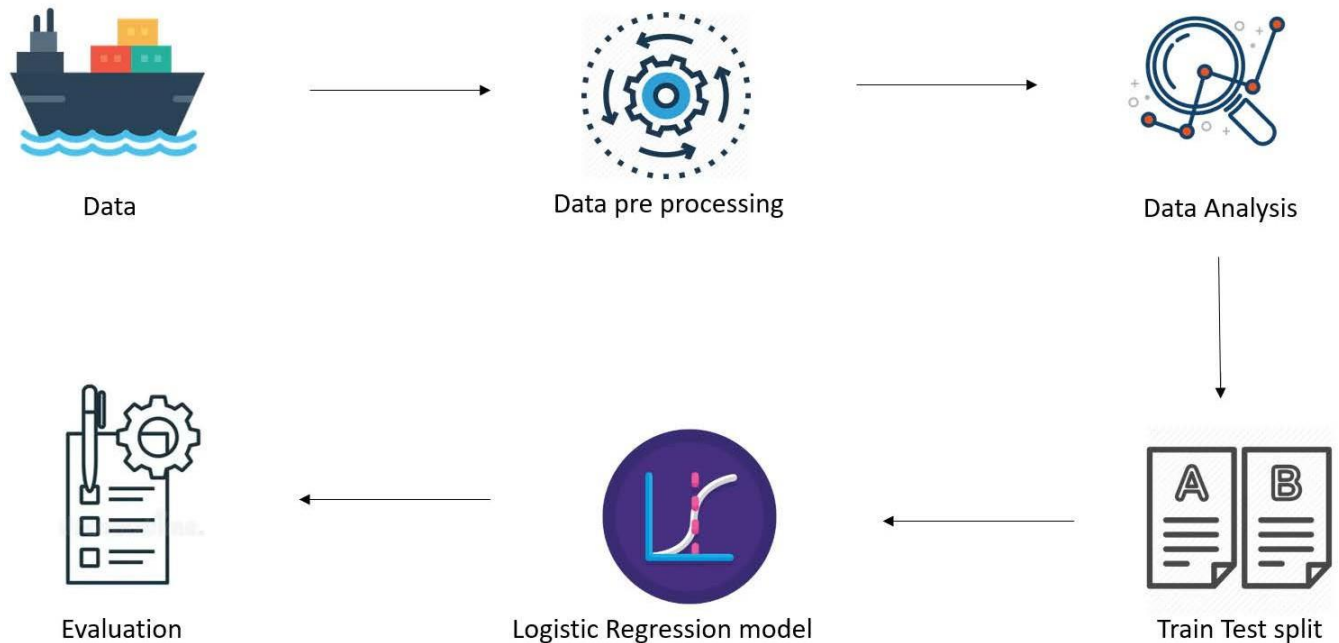 Data
Data pre processing
Data Analysis
A
B
Evaluation
Logistic Regression model
Train Test split